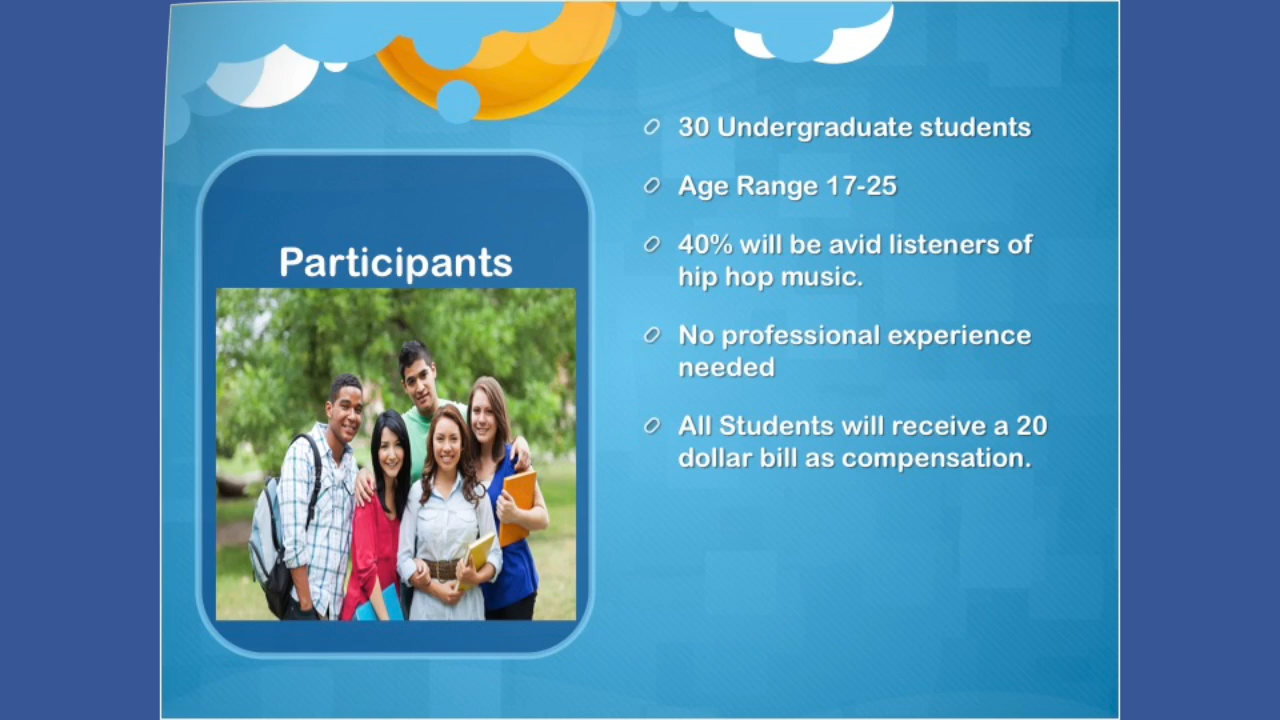 Participants
30 Undergraduate students
Age Range 17-25
40% will be avid listeners of
hip hop music.
No professional experience
needed
All Students will receive a 20
dollar bill as compensation.